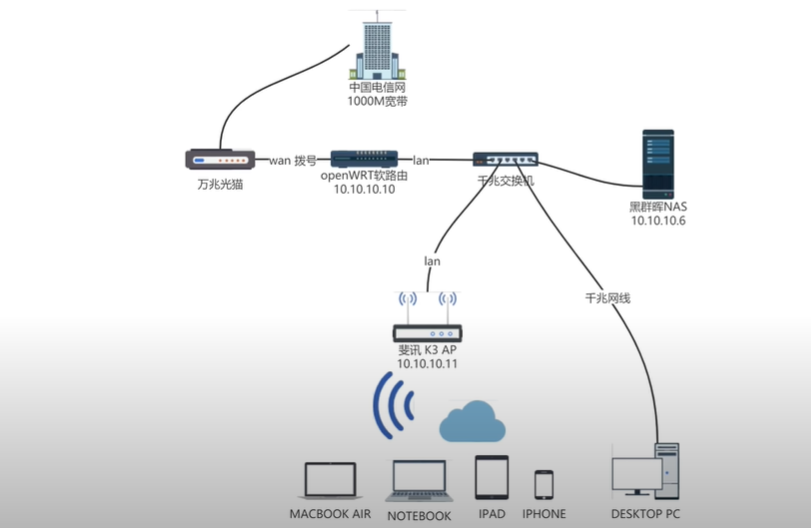 中国电信网
1000M宽带
wan 拨号
lan
万兆光猫
openWRT软路由
10.10.10.10
千兆交换机
黑群晖NAS
10.10.10.6
lan
千兆网线
斐讯 K3 AP
10.10.10.11
MACBOOK AIR
NOTEBOOK
IPAD
IPHONE
DESKTOP PC